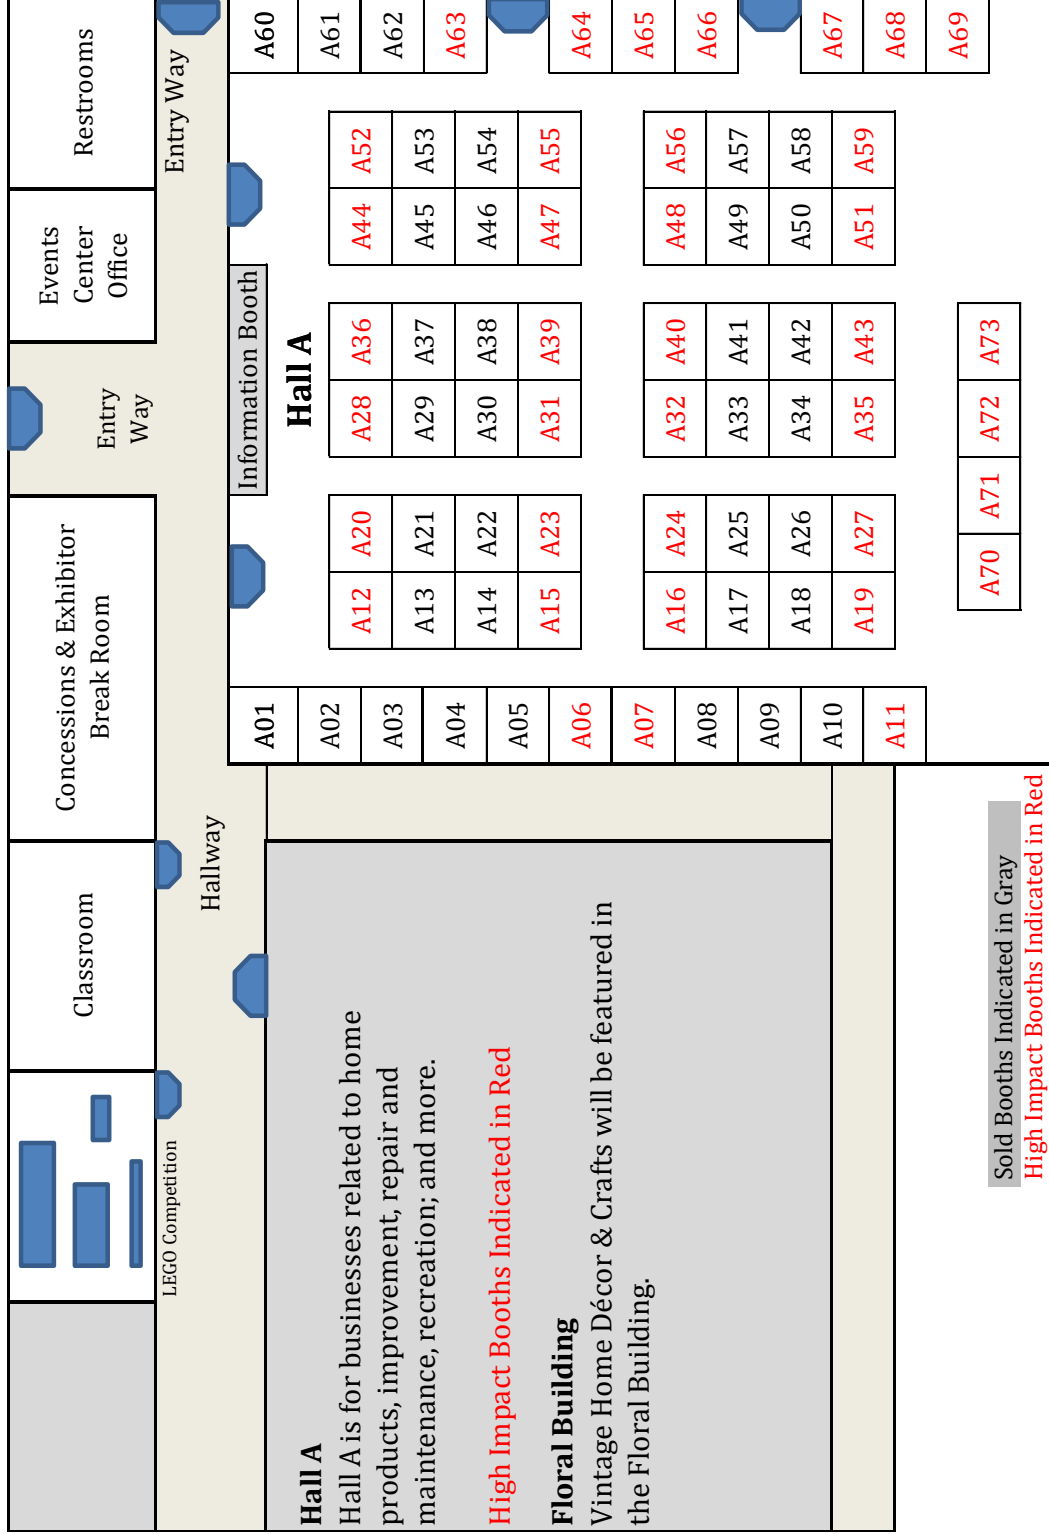 Classroom
Concessions & Exhibitor
Break Room
Entry
Way
Events
Center
Office
Restrooms
LEGO Competition
Hallway
Entry Way
Hall A
Hall A is for businesses related to home
products, improvement, repair and
maintenance, recreation; and more.
High Impact Booths Indicated in Red
Floral Building
Vintage Home Décor & Crafts will be featured in
the Floral Building.
Information Booth
Hall A
A01
A02
A03
A04
A05
A06
A07
A08
A09
A10
A11
A12 A20
A13 A21
A14 A22
A15 A23
A16 A24
A17 A25
A18 A26
A19 A27
A28 A36
A29 A37
A30 A38
A31 A39
A32 A40
A33 A41
A34 A42
A35 A43
A44 A52
A45 A53
A46 A54
A47 A55
A48 A56
A49 A57
A50 A58
A51 A59
A60
A61
A62
A63
A64
A65
A66
A67
A68
A69
A70 A71 A72 A73
Sold Booths Indicated in Gray
High Impact Booths Indicated in Red